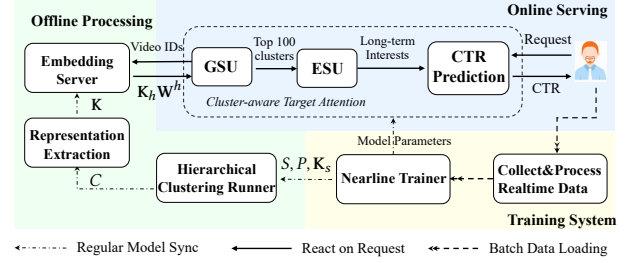 Offline Processing
Online Serving
Video IDs
Top 100
clusters
Long-term
Interests
Request
Embedding
Server
GSU
ESU
CTR
Prediction
K_hW^h
CTR
Cluster-aware Target Attention
K
Representation
Extraction
Model Parameters
C
Hierarchical
Clustering Runner
S, P, K_s
Nearline Trainer
Collect&Process
Realtime Data
Training System
Regular Model Sync
React on Request
Batch Data Loading